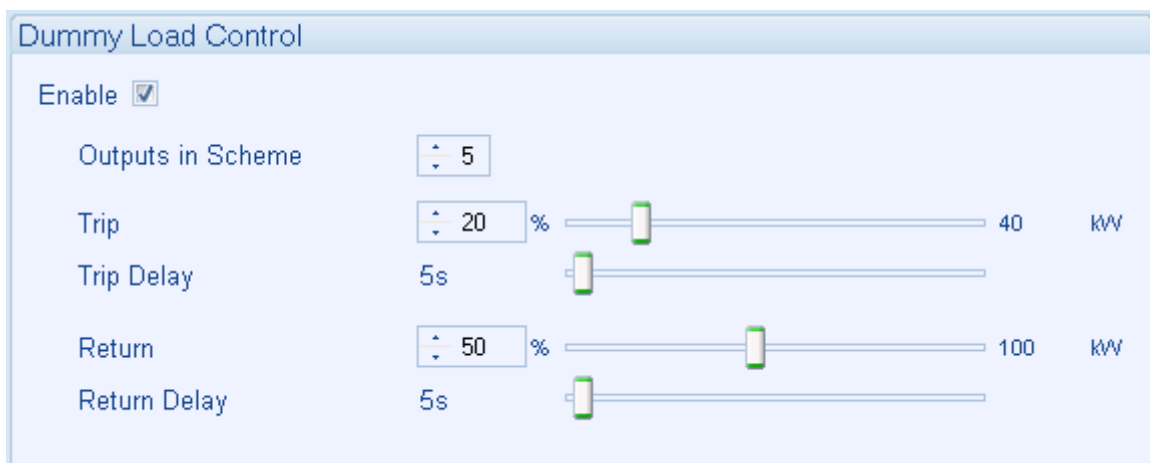 Dummy Load Control
Enable
Outputs in Scheme 5
Trip 20 % 40 kW
Trip Delay 5s
Return 50 % 100 kW
Return Delay 5s